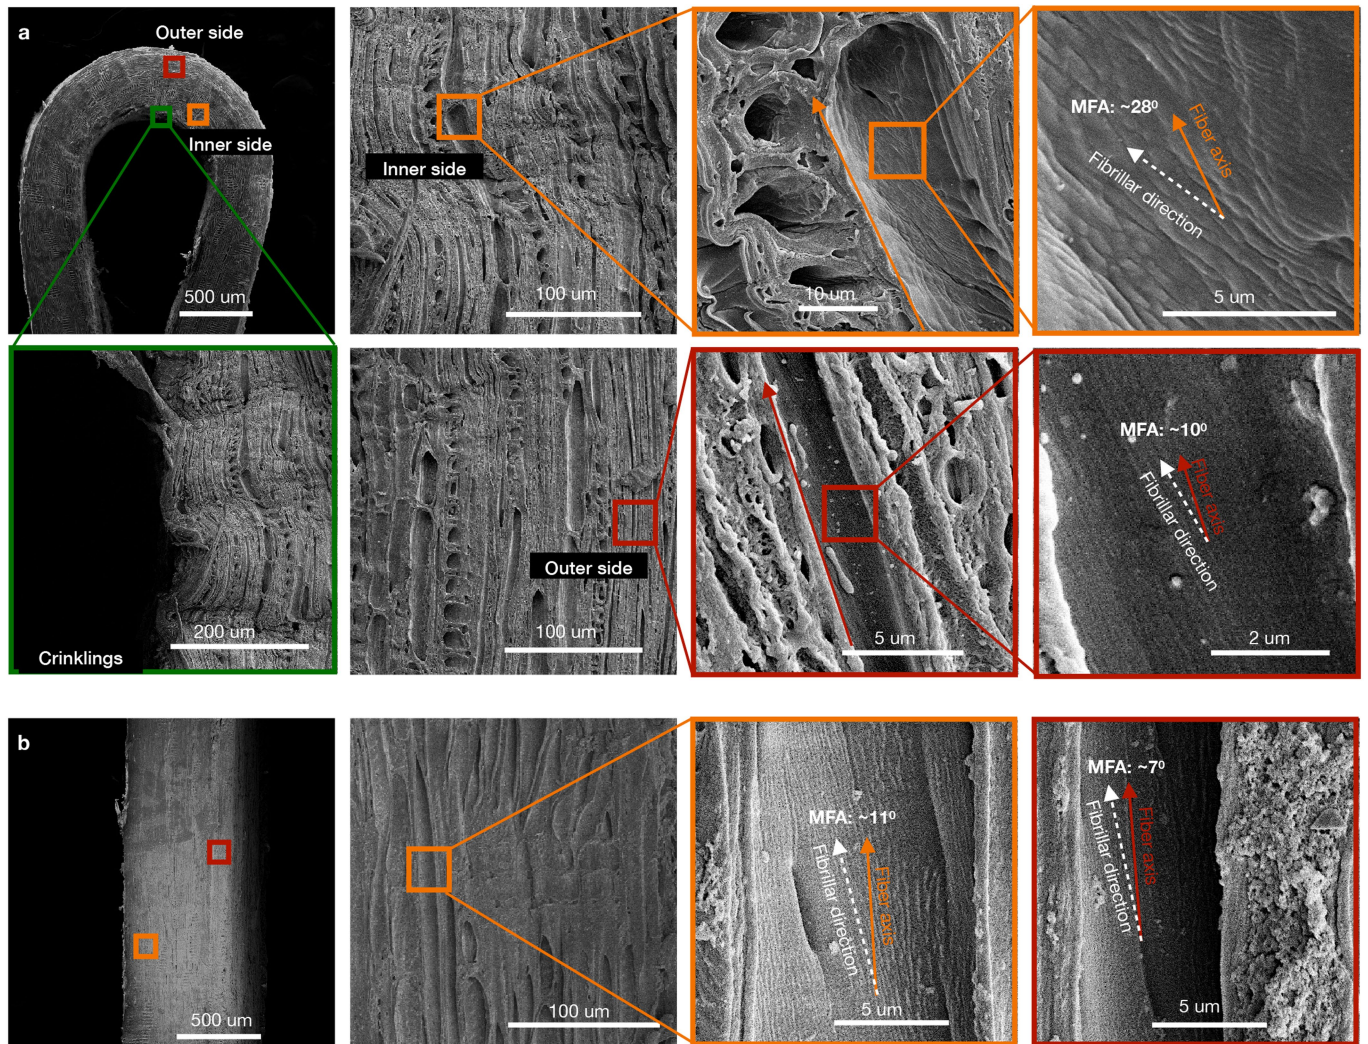 a
Outer side
Inner side
500 um
Inner side
100 um
10 um
MFA: ~28⁰
Fiber axis
Fibrillar direction
5 um
200 um
Crinklings
Outer side
100 um
5 um
MFA: ~10⁰
Fiber axis
Fibrillar direction
2 um
b
500 um
100 um
MFA: ~11⁰
Fiber axis
Fibrillar direction
5 um
MFA: ~7⁰
Fiber axis
Fibrillar direction
5 um